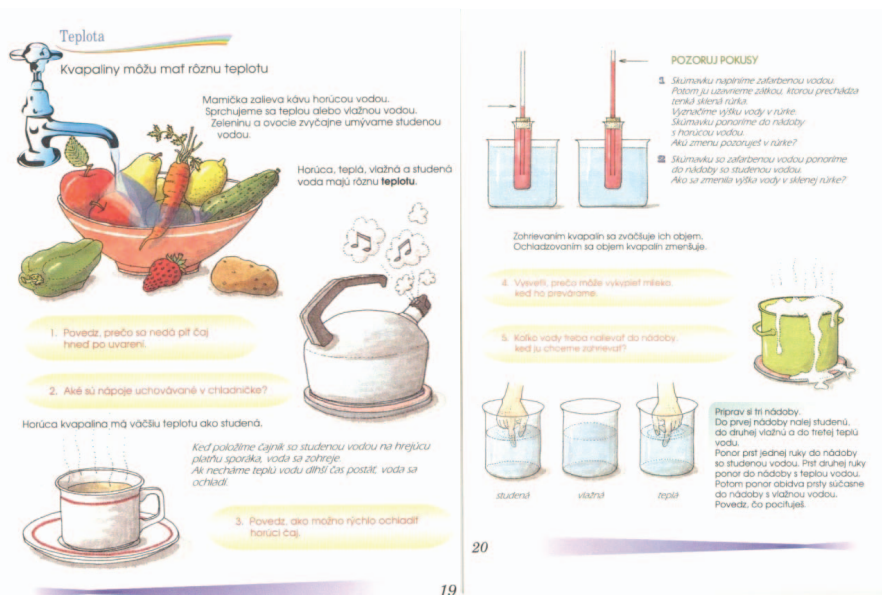 Teplota
Kvapaliny môžu mať rôznu teplotu
Mamička zalieva kávu horúcou vodou.
Sprchujeme sa teplou alebo vlažnou vodou.
Zeleninu a ovocie zvyčajne umývame studenou
vodou.
Horúca, teplá, vlažná a studená
voda majú rôznu teplotu.
1. Povedz, prečo sa nedá piť čaj
hneď po uvarení.
2. Aké sú nápoje uchovávané v chladničke?
Horúca kvapalina má väčšiu teplotu ako studená.
Keď položíme čajník so studenou vodou na hrejúcu
platňu sporáka, voda sa zohreje.
Ak necháme teplú vodu dlhší čas postáť, voda sa
ochladí.
3. Povedz, ako možno rýchlo ochladiť
horúci čaj.
19
POZORUJ POKUSY
I. Skúmavku naplníme zafarbenou vodou.
Potom ju uzavrieme zátkou, ktorou prechádza
tenká sklená rúrka.
Vyznačíme výšku vody v rúrke.
Skúmavku ponoríme do nádoby
s horúcou vodou.
Akú zmenu pozoruješ v rúrke?
II. Skúmavku so zafarbenou vodou ponoríme
do nádoby so studenou vodou.
Ako sa zmenila výška vody v sklenej rúrke?
Zohrievaním kvapalín sa zväčšuje ich objem.
Ochladzovaním sa objem kvapalín zmenšuje.
4. Vysvetli, prečo môže vykypieť mlieko,
keď ho prevárame.
5. Koľko vody treba nalievať do nádoby,
keď ju chceme zohrievať?
studená
vlažná
teplá
Priprav si tri nádoby.
Do prvej nádoby nalej studenú,
do druhej vlažnú a do tretej teplú
vodu.
Ponor prst jednej ruky do nádoby
so studenou vodou. Prst druhej ruky
ponor do nádoby s teplou vodou.
Potom ponor obidva prsty súčasne
do nádoby s vlažnou vodou.
Povedz, čo pociťuješ.
20